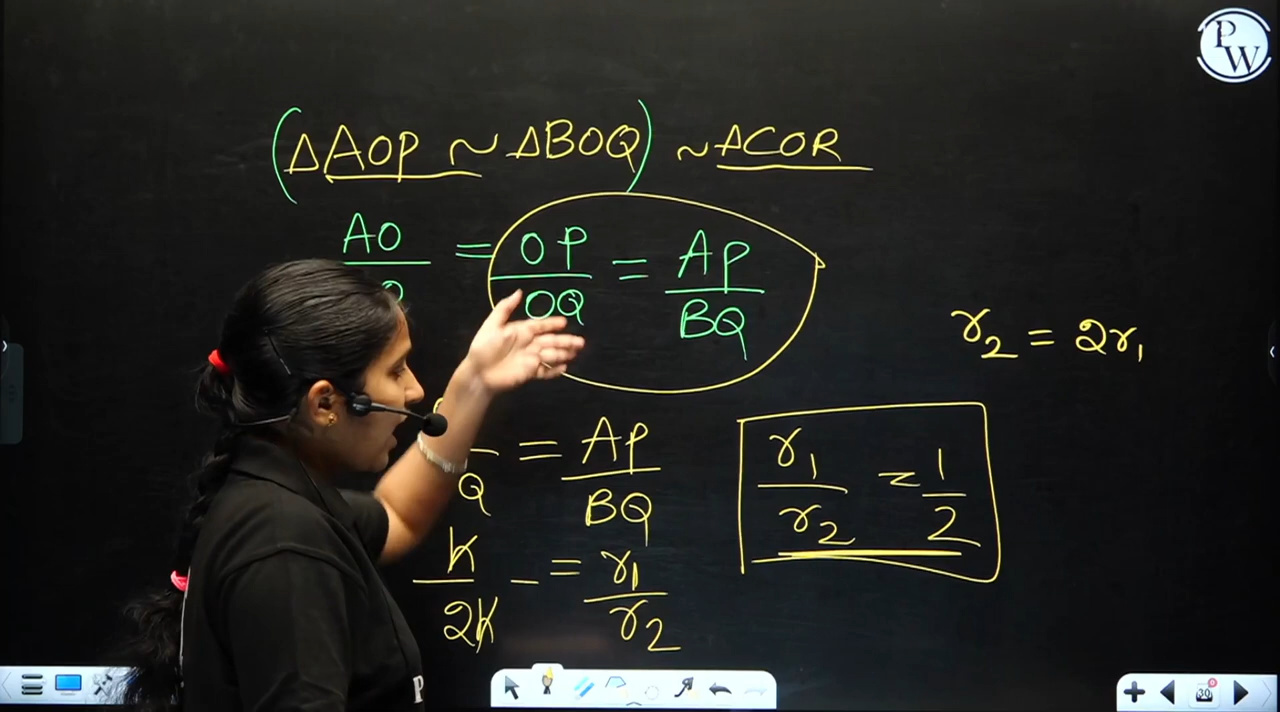 PW
(ΔAOP ~ ΔBOQ) ~ ΔCOR
AO/O = OP/OQ = AP/BQ
r₂ = 2r₁
/Q = AP/BQ
r₁/r₂ = 1/2
k/2k = r₁/r₂
P
30